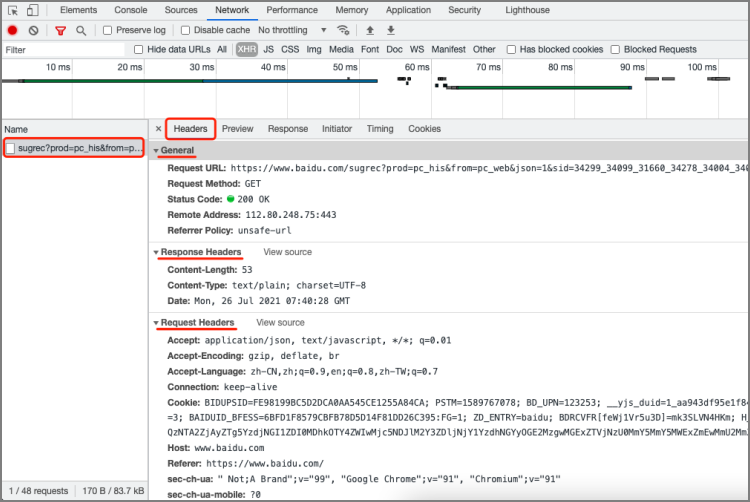 Elements Console Sources Network Performance Memory Application Security Lighthouse
Preserve log Disable cache No throttling
Filter Hide data URLs All XHR JS CSS Img Media Font Doc WS Manifest Other Has blocked cookies Blocked Requests
10 ms 20 ms 30 ms 40 ms 50 ms 60 ms 70 ms 80 ms 90 ms 100 ms
Name × Headers Preview Response Initiator Timing Cookies
sugrec?prod=pc_his&from=p...
General
Request URL: https://www.baidu.com/sugrec?prod=pc_his&from=pc_web&json=1&sid=34299_34099_31660_34278_34004_340
Request Method: GET
Status Code: 200 OK
Remote Address: 112.80.248.75:443
Referrer Policy: unsafe-url
Response Headers View source
Content-Length: 53
Content-Type: text/plain; charset=UTF-8
Date: Mon, 26 Jul 2021 07:40:28 GMT
Request Headers View source
Accept: application/json, text/javascript, */*; q=0.01
Accept-Encoding: gzip, deflate, br
Accept-Language: zh-CN,zh;q=0.9,en;q=0.8,zh-TW;q=0.7
Connection: keep-alive
Cookie: BIDUPSID=FE98199BC5D2DCA0AA545CE1255A84CA; PSTM=1589767078; BD_UPN=123253; __yjs_duid=1_aa943df95e1f84
=3; BAIDUID_BFESS=6BFD1F8579CBFB78D5D14F81DD26C395:FG=1; ZD_ENTRY=baidu; BDRCVFR[feWj1Vr5u3D]=mk3SLVN4HKm; H_
QzNTA2ZjAyZTg5YzdjNGI1ZDI0MDhkOTY4ZWIwMjc5NDJlM2Y3ZDljNjY1YzdhNGYyOGE2MzgwMGExZTVjNzU0MmY5MmY5MWExZmEwMmU2MmZ
Host: www.baidu.com
Referer: https://www.baidu.com/
sec-ch-ua: " Not;A Brand";v="99", "Google Chrome";v="91", "Chromium";v="91"
sec-ch-ua-mobile: ?0
1 / 48 requests 170 B / 83.7 kB